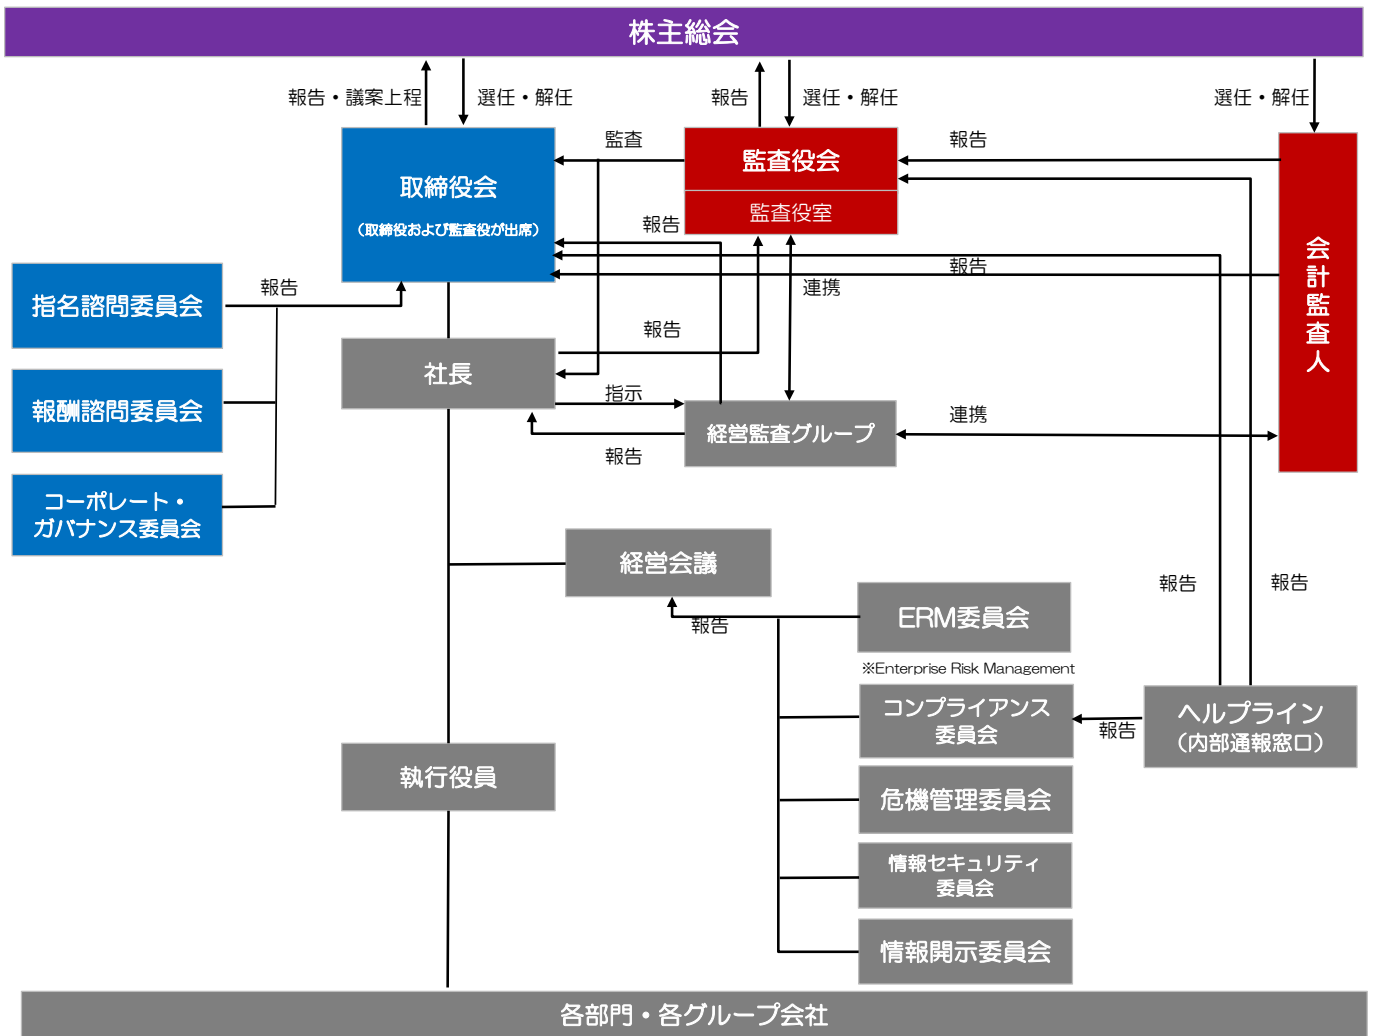 株主総会
報告・議案上程
選任・解任
報告
選任・解任
選任・解任
監査
報告
取締役会
(取締役および監査役が出席)
監査役会
監査役室
報告
報告
連携
会計監査人
指名諮問委員会
報告
報告
社長
指示
報告酬諮問委員会
経営監査グループ
連携
報告
コーポレート・
ガバナンス委員会
経営会議
報告
報告
報告
ERM委員会
※Enterprise Risk Management
コンプライアンス
委員会
報告
ヘルプライン
(内部通報窓口)
執行役員
危機管理委員会
情報セキュリティ
委員会
情報開示委員会
各部門・各グループ会社